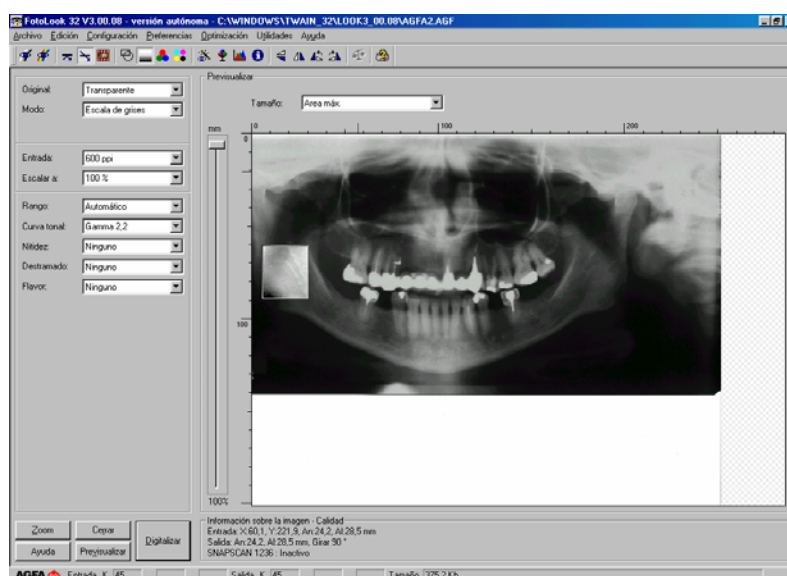 FotoLook 32 V3.00.08 - versión autónoma - C:\WINDOWS\TWAIN_32\LOOK3_00.08\AGFA2.AGF
Archivo Edición Configuración Preferencias Optimización Utilidades Ayuda
Previsualizar
Original: Transparente
Tamaño: Area máx.
Modo: Escala de grises
mm 0 100 200
0
Entrada: 600 ppi
Escalar a: 100 %
Rango: Automático
Curva tonal: Gamma 2,2
Nitidez: Ninguno
Destramado: Ninguno
Flavor: Ninguno
100
100%
Información sobre la imagen - Calidad
Zoom Cerrar Digitalizar
Entrada: X:60,1, Y:221,9, An:24,2, Al:28,5 mm
Salida: An:24,2, Al:28,5 mm, Girar 90 °
Ayuda Previsualizar
SNAPSCAN 1236 : Inactivo
AGFA Entrada K 45 Salida K 45 Tamaño 375,2 Kb